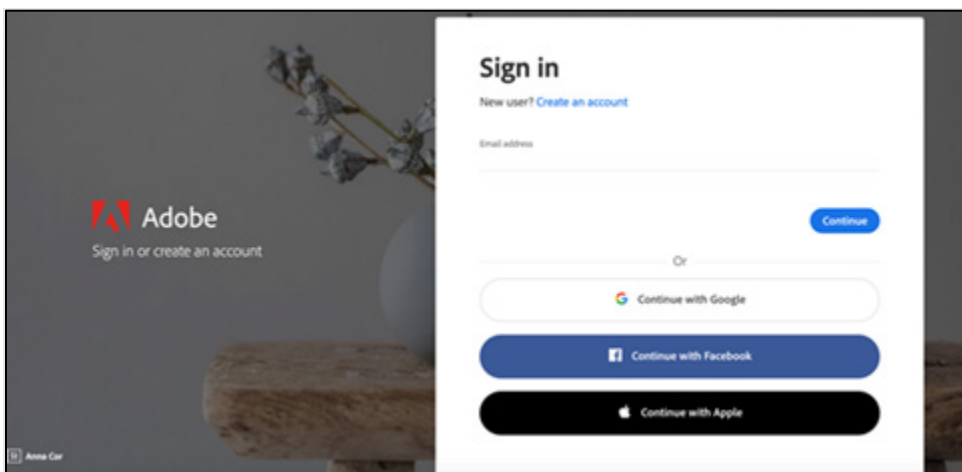 Adobe
Sign in or create an account
St Anna Cor
Sign in
New user? Create an account
Email address
Continue
Or
Continue with Google
Continue with Facebook
Continue with Apple